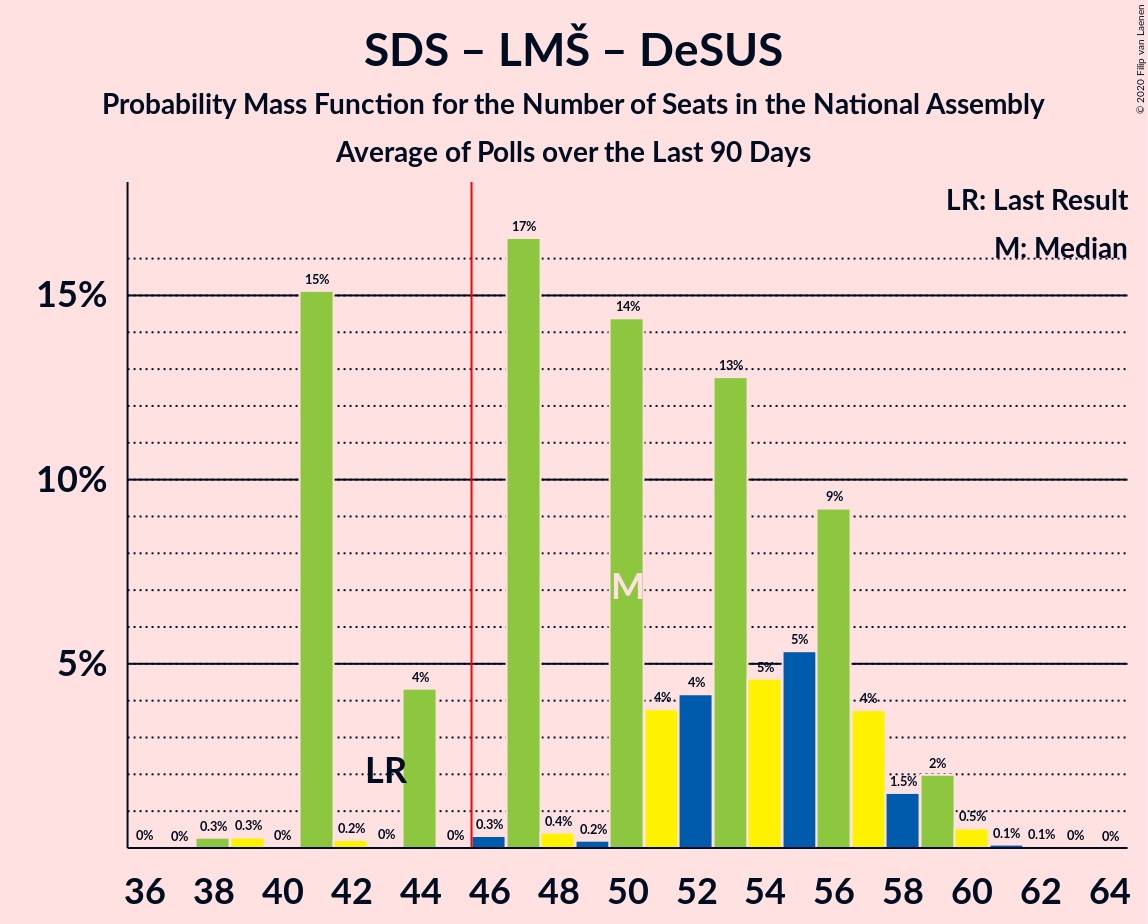 SDS – LMŠ – DeSUS
Probability Mass Function for the Number of Seats in the National Assembly
Average of Polls over the Last 90 Days
© 2020 Filip van Laenen
LR: Last Result
M: Median
15%
10%
5%
0% 0% 0.3% 0.3% 0% 15% 0.2% 0% 4% 0% 0.3% 17% 0.4% 0.2% 14% 4% 4% 13% 5% 5% 9% 4% 1.5% 2% 0.5% 0.1% 0.1% 0% 0%
M
LR
36 38 40 42 44 46 48 50 52 54 56 58 60 62 64